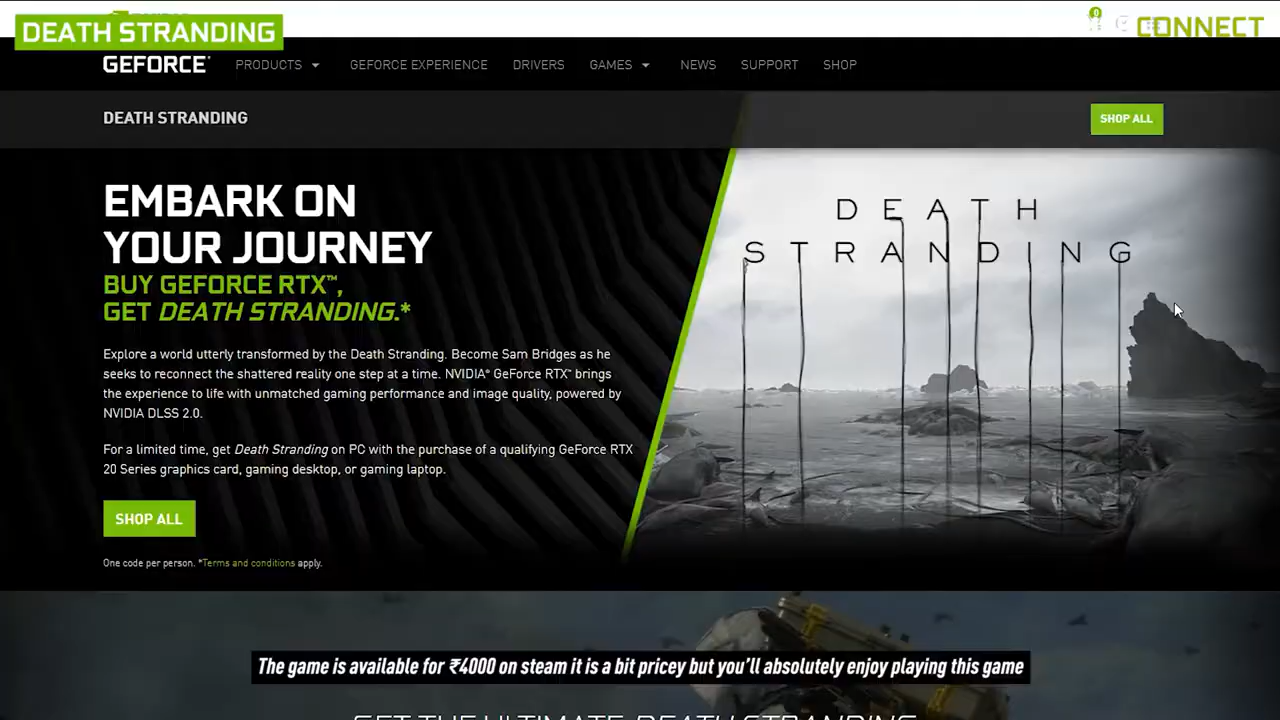 DEATH STRANDING
0
CONNECT
GEFORCE
PRODUCTS
GEFORCE EXPERIENCE
DRIVERS
GAMES
NEWS
SUPPORT
SHOP
DEATH STRANDING
SHOP ALL
EMBARK ON
YOUR JOURNEY
BUY GEFORCE RTX™,
GET DEATH STRANDING.*
Explore a world utterly transformed by the Death Stranding. Become Sam Bridges as he
seeks to reconnect the shattered reality one step at a time. NVIDIA® GeForce RTX™ brings
the experience to life with unmatched gaming performance and image quality, powered by
NVIDIA DLSS 2.0.
For a limited time, get Death Stranding on PC with the purchase of a qualifying GeForce RTX
20 Series graphics card, gaming desktop, or gaming laptop.
SHOP ALL
One code per person. *Terms and conditions apply.
DEATH
STRANDING
The game is available for ₹4000 on steam it is a bit pricey but you'll absolutely enjoy playing this game
GET THE ULTIMATE DEATH STRANDING